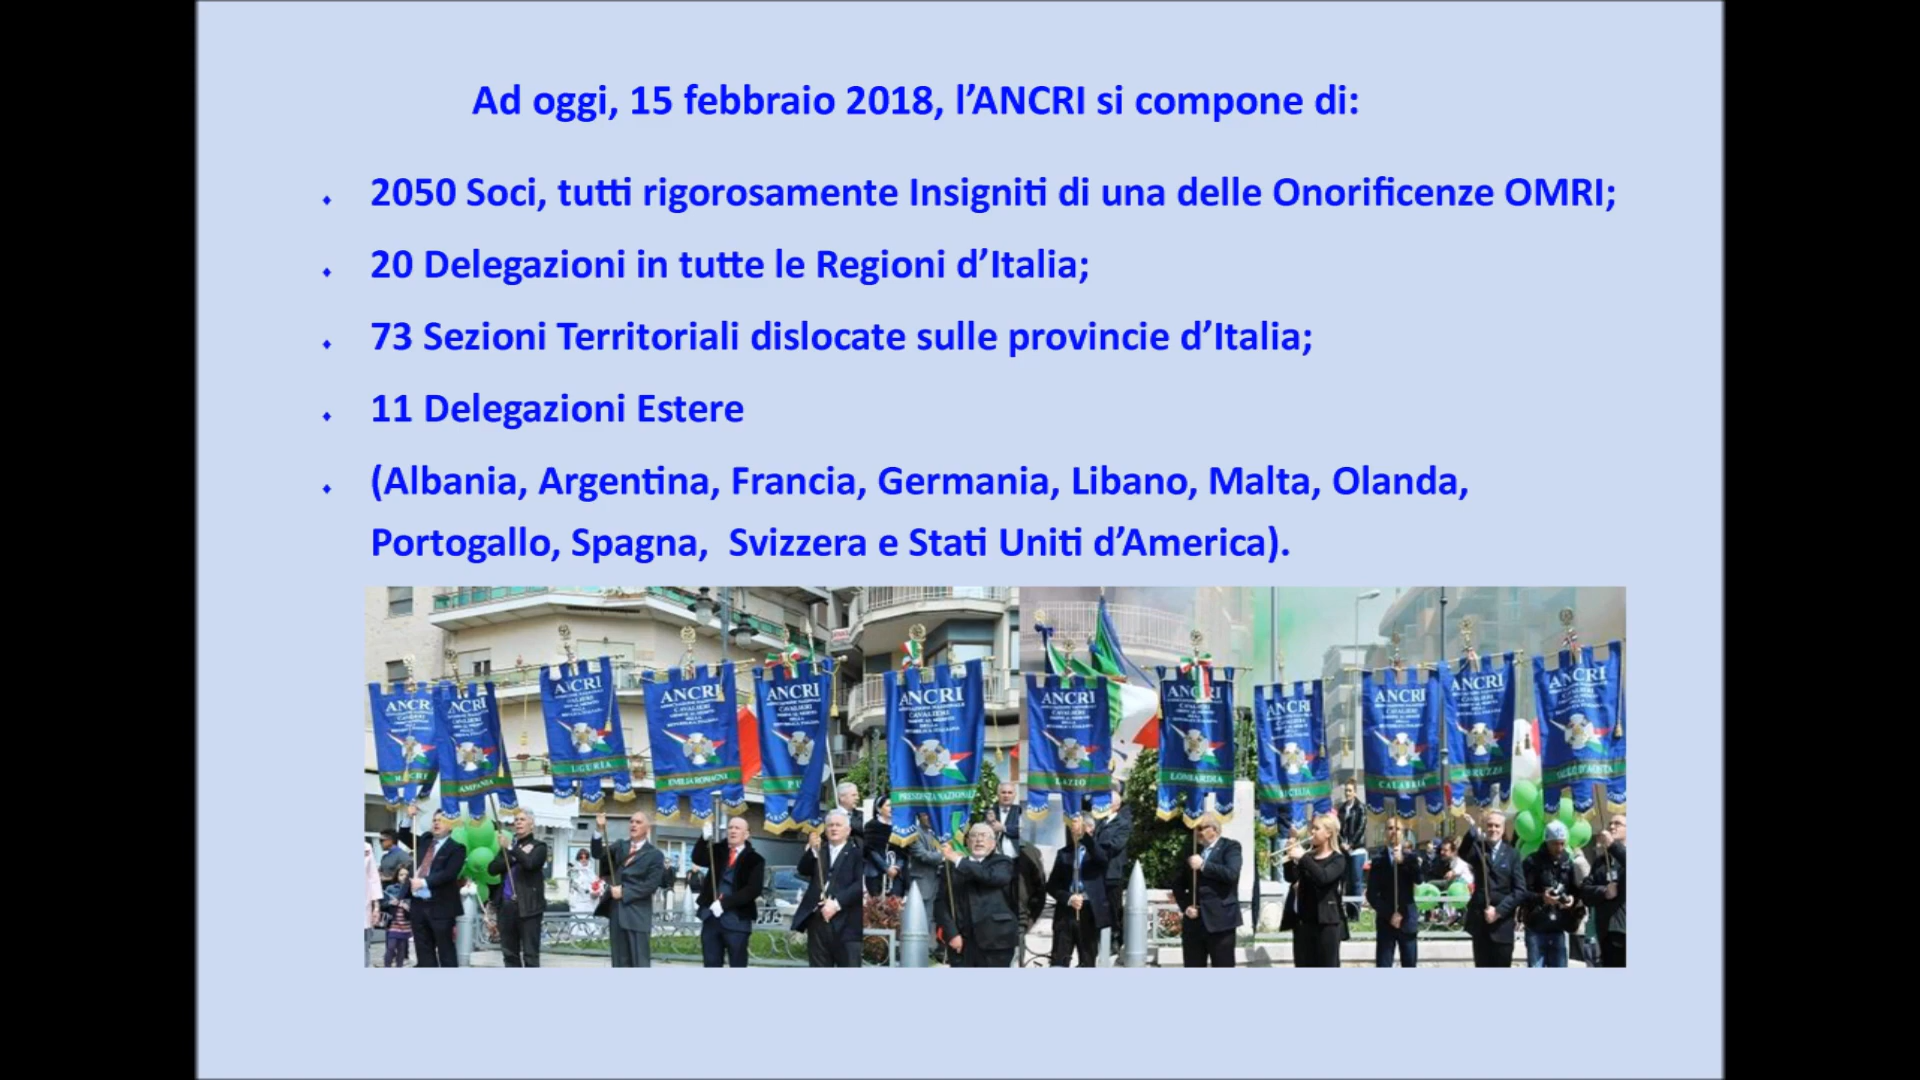 Ad oggi, 15 febbraio 2018, l’ANCRI si compone di:
2050 Soci, tutti rigorosamente Insigniti di una delle Onorificenze OMRI;
20 Delegazioni in tutte le Regioni d’Italia;
73 Sezioni Territoriali dislocate sulle provincie d’Italia;
11 Delegazioni Estere
(Albania, Argentina, Francia, Germania, Libano, Malta, Olanda,
Portogallo, Spagna, Svizzera e Stati Uniti d’America).
ANCRI
ANCRI
ANCRI
LIGURIA
ANCRI
EMILIA ROMAGNA
ANCRI
ANCRI
CAVALIERI
PRESIDENZA NAZIONALE
ANCRI
LAZIO
ANCRI
LOMBARDIA
ANCRI
SICILIA
ANCRI
CALABRIA
ANCRI
ANCRI